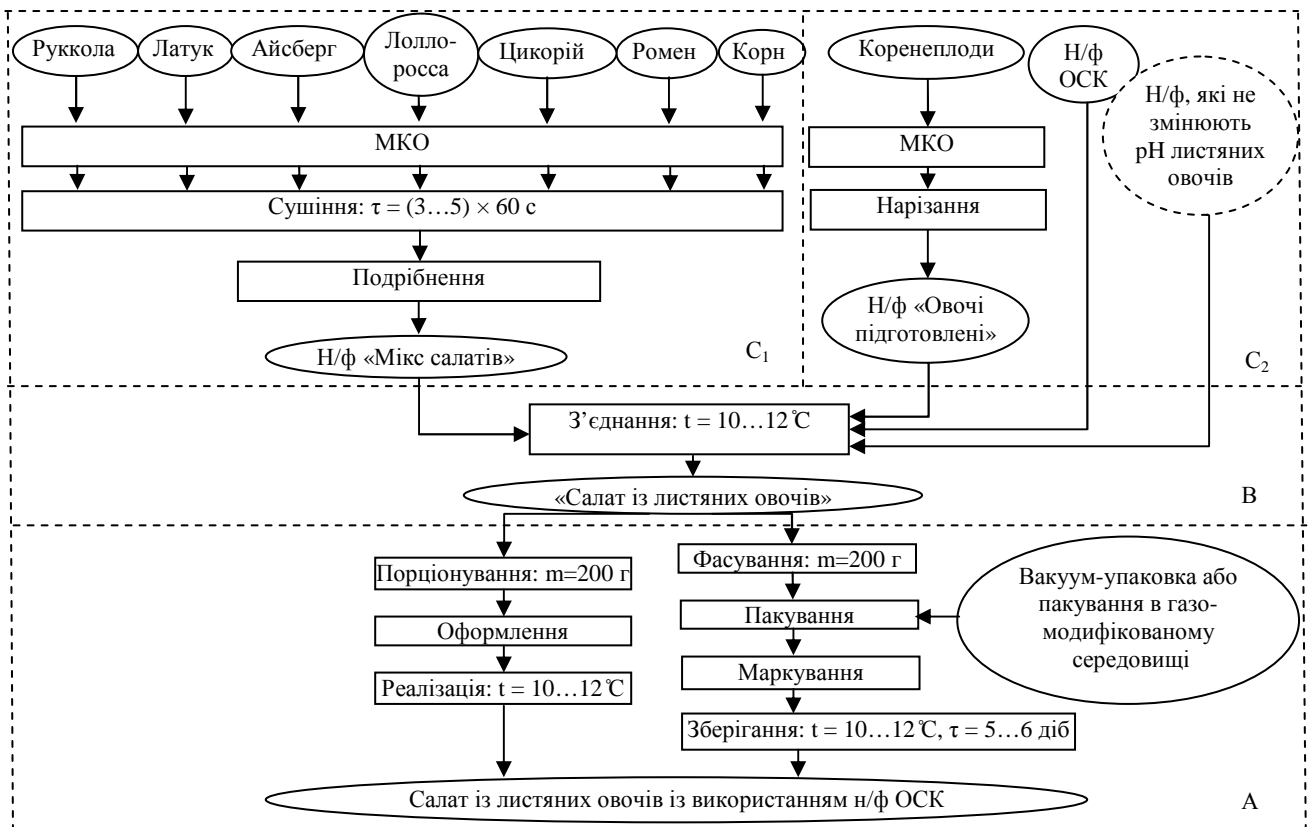 Руккола
Латук
Айсберг
Лолло-
росса
Цикорій
Ромен
Корн
МКО
Сушіння: τ = (3…5) × 60 с
Подрібнення
Н/ф «Мікс салатів»
C₁
Коренеплоди
Н/ф
ОСК
Н/ф, які не
змінюють
рН листяних
овочів
МКО
Нарізання
Н/ф «Овочі
підготовлені»
C₂
З’єднання: t = 10…12℃
«Салат із листяних овочів»
В
Порціонування: m=200 г
Оформлення
Реалізація: t = 10…12℃
Фасування: m=200 г
Пакування
Маркування
Зберігання: t = 10…12℃, τ = 5…6 діб
Вакуум-упаковка або
пакування в газо-
модифікованому
середовищі
Салат із листяних овочів із використанням н/ф ОСК
А